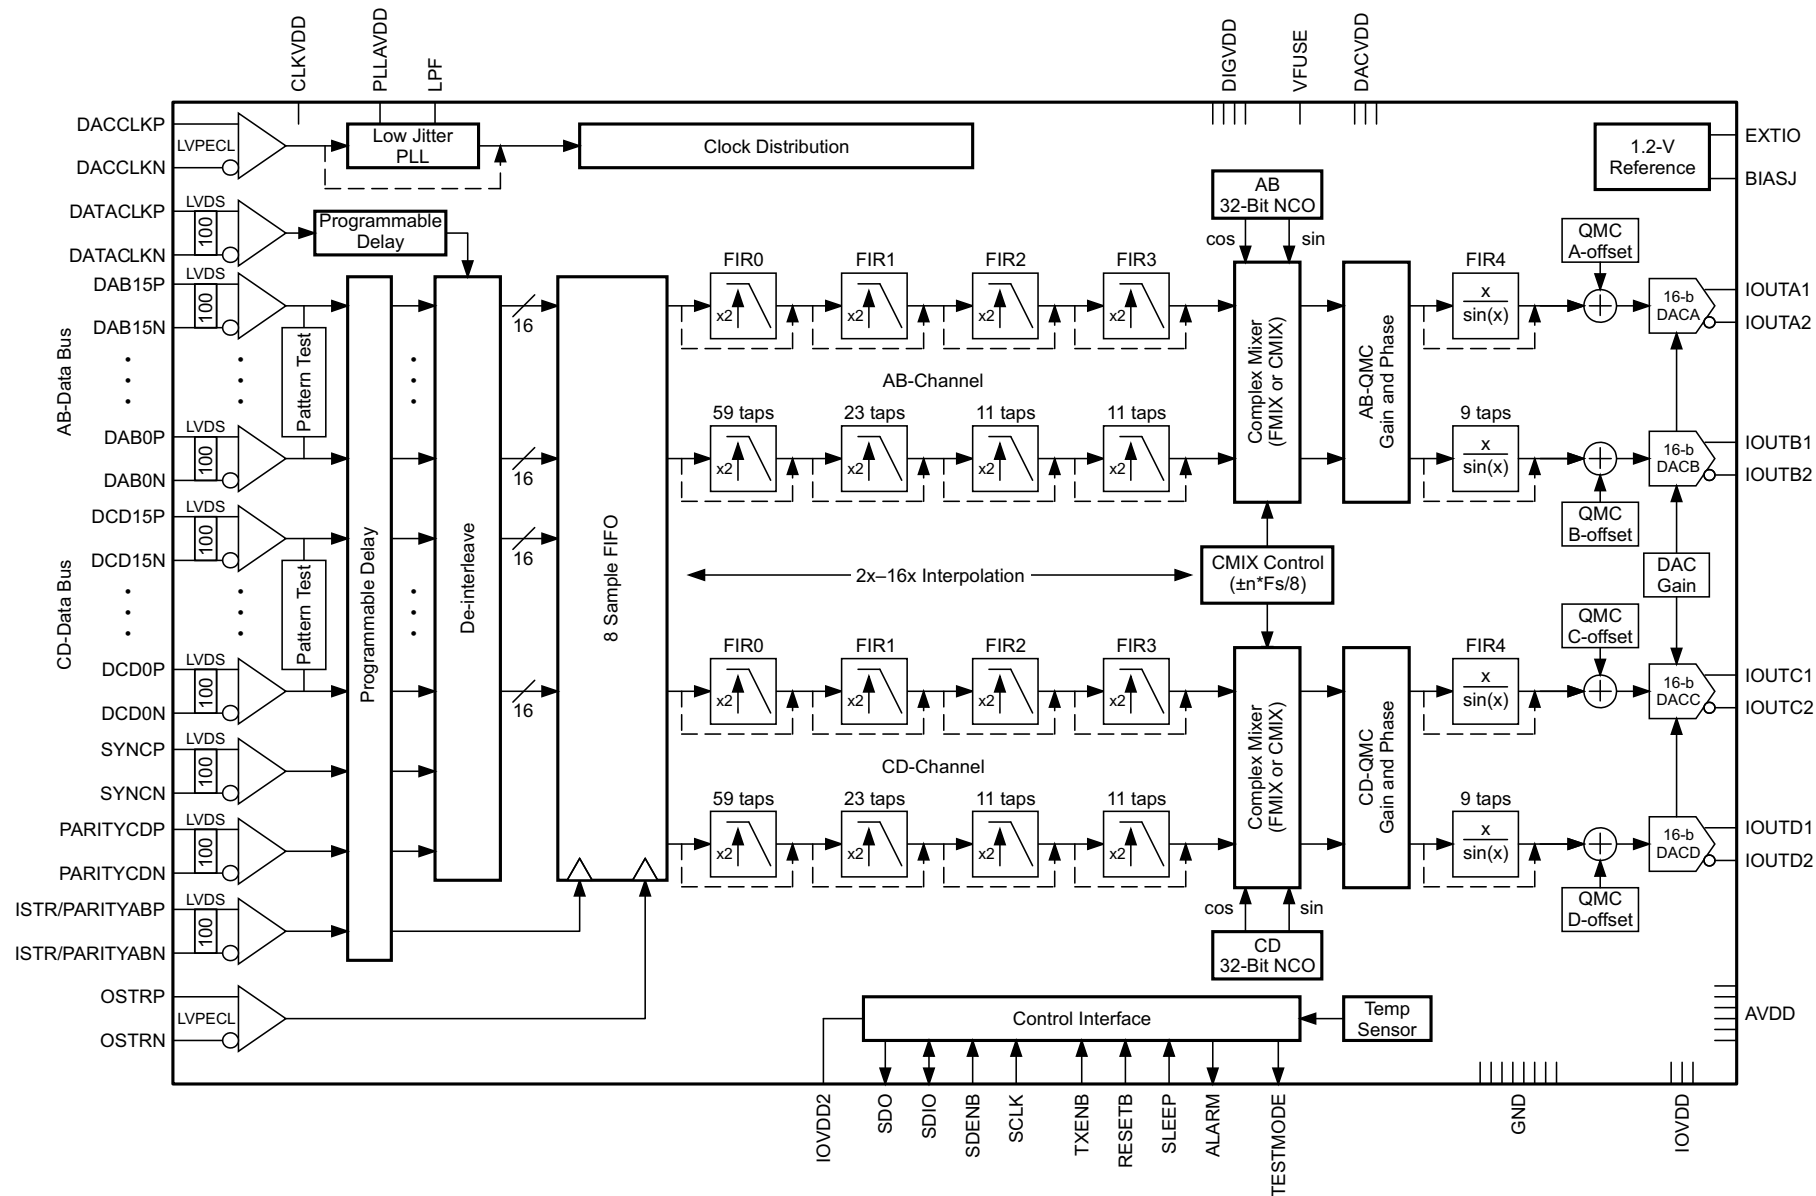 CLKVDD
PLLAVDD
LPF
DIGVDD
VFUSE
DACVDD
DACCLKP
LVPECL
DACCLKN
Low Jitter
PLL
Clock Distribution
1.2-V
Reference
EXTIO
BIASJ
DATACLKP
LVDS
100
DATACLKN
Programmable
Delay
AB
32-Bit NCO
cos
sin
QMC
A-offset
AB-Data Bus
DAB15P
LVDS
100
DAB15N
Pattern Test
DAB0P
LVDS
100
DAB0N
CD-Data Bus
DCD15P
LVDS
100
DCD15N
Pattern Test
DCD0P
LVDS
100
DCD0N
SYNCP
LVDS
100
SYNCN
PARITYCDP
LVDS
100
PARITYCDN
ISTR/PARITYABP
LVDS
100
ISTR/PARITYABN
OSTRP
LVPECL
OSTRN
Programmable Delay
De-interleave
16
16
16
16
8 Sample FIFO
FIR0
FIR1
FIR2
FIR3
x2
x2
x2
x2
AB-Channel
59 taps
23 taps
11 taps
11 taps
x2
x2
x2
x2
Complex Mixer
(FMIX or CMIX)
AB-QMC
Gain and Phase
FIR4
x
sin(x)
9 taps
x
sin(x)
16-b
DACA
IOUTA1
IOUTA2
16-b
DACB
IOUTB1
IOUTB2
QMC
B-offset
2x–16x Interpolation
CMIX Control
(±n*Fs/8)
DAC
Gain
QMC
C-offset
FIR0
FIR1
FIR2
FIR3
x2
x2
x2
x2
CD-Channel
59 taps
23 taps
11 taps
11 taps
x2
x2
x2
x2
Complex Mixer
(FMIX or CMIX)
CD-QMC
Gain and Phase
FIR4
x
sin(x)
9 taps
x
sin(x)
16-b
DACC
IOUTC1
IOUTC2
16-b
DACD
IOUTD1
IOUTD2
QMC
D-offset
cos
sin
CD
32-Bit NCO
Control Interface
Temp
Sensor
AVDD
IOVDD2
SDO
SDIO
SDENB
SCLK
TXENB
RESETB
SLEEP
ALARM
TESTMODE
GND
IOVDD